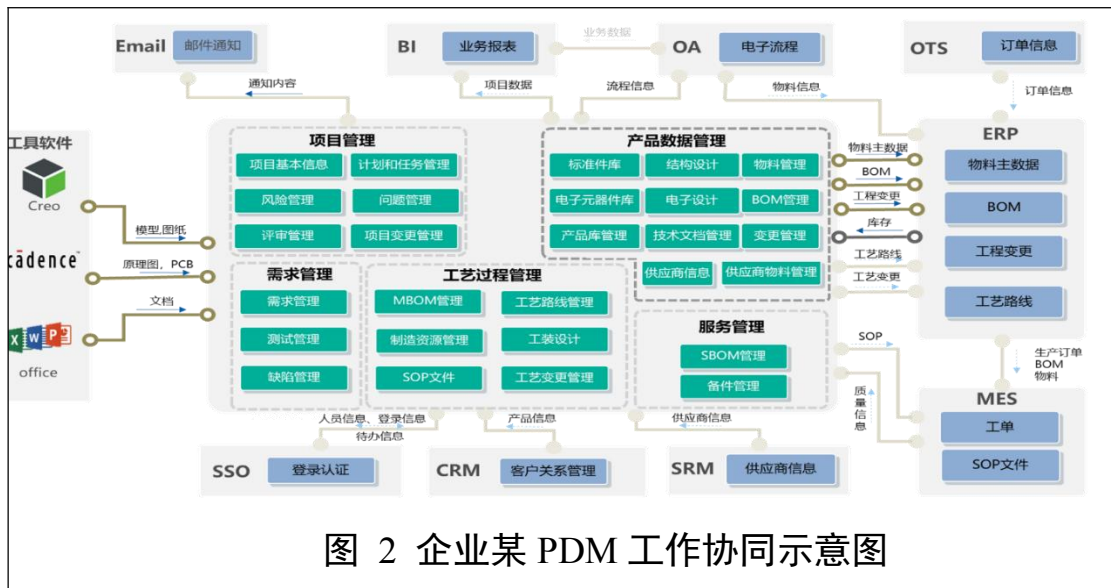 Email 邮件通知
BI 业务报表
业务数据
OA 电子流程
OTS 订单信息
通知内容
项目数据
流程信息
物料信息
订单信息
工具软件
Creo
cādence
office
模型,图纸
原理图，PCB
文档
项目管理
项目基本信息 计划和任务管理
风险管理 问题管理
评审管理 项目变更管理
产品数据管理
标准件库 结构设计 物料管理
电子元器件库 电子设计 BOM管理
产品库管理 技术文档管理 变更管理
供应商信息 供应商物料管理
需求管理
需求管理
测试管理
缺陷管理
工艺过程管理
MBOM管理 工艺路线管理
制造资源管理 工装设计
SOP文件 工艺变更管理
服务管理
SBOM管理
备件管理
物料主数据
BOM
工程变更
库存
工艺路线
工艺变更
ERP
物料主数据
BOM
工程变更
工艺路线
SOP
质量信息
生产订单
BOM
物料
MES
工单
SOP文件
人员信息、登录信息
待办信息
产品信息
供应商信息
SSO 登录认证
CRM 客户关系管理
SRM 供应商信息
图 2 企业某 PDM 工作协同示意图